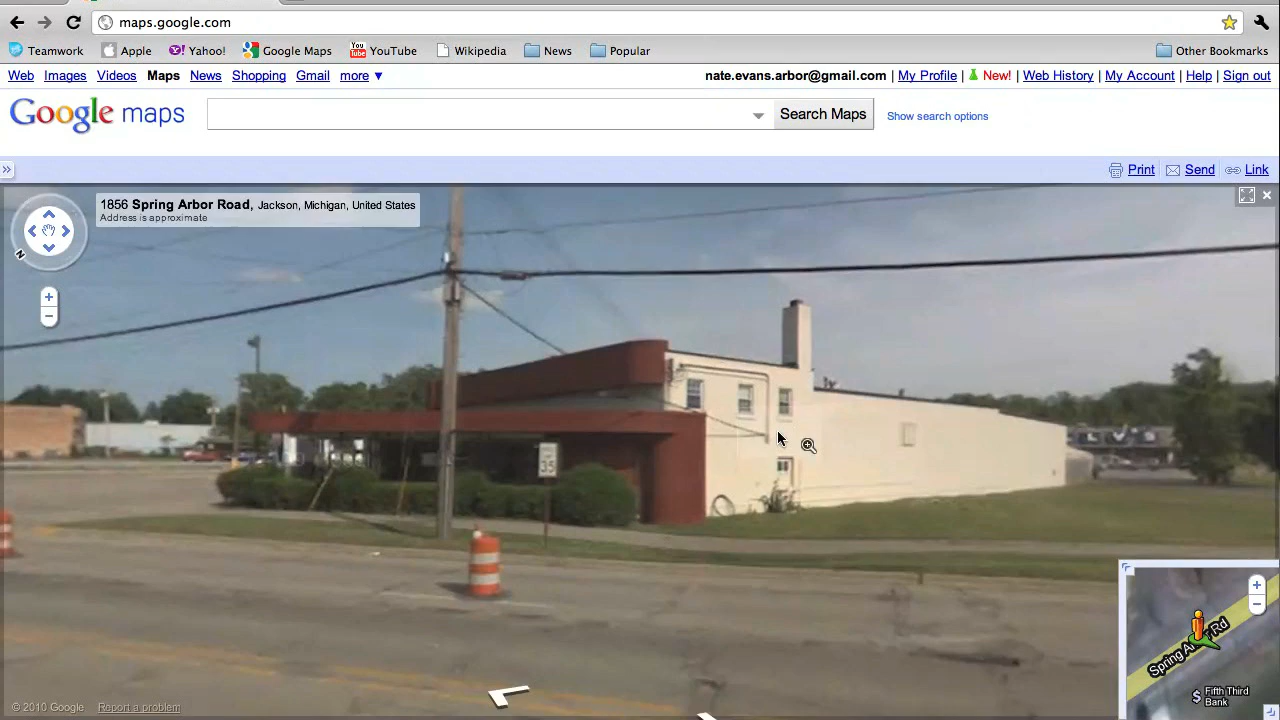 maps.google.com
Teamwork Apple Yahoo! Google Maps YouTube Wikipedia News Popular Other Bookmarks
Web Images Videos Maps News Shopping Gmail more ▼ nate.evans.arbor@gmail.com | My Profile | New! | Web History | My Account | Help | Sign out
Google maps Search Maps Show search options
» Print Send Link
1856 Spring Arbor Road, Jackson, Michigan, United States
Address is approximate
N
35
Spring Ar Rd
$ Fifth Third
Bank
© 2010 Google Report a problem